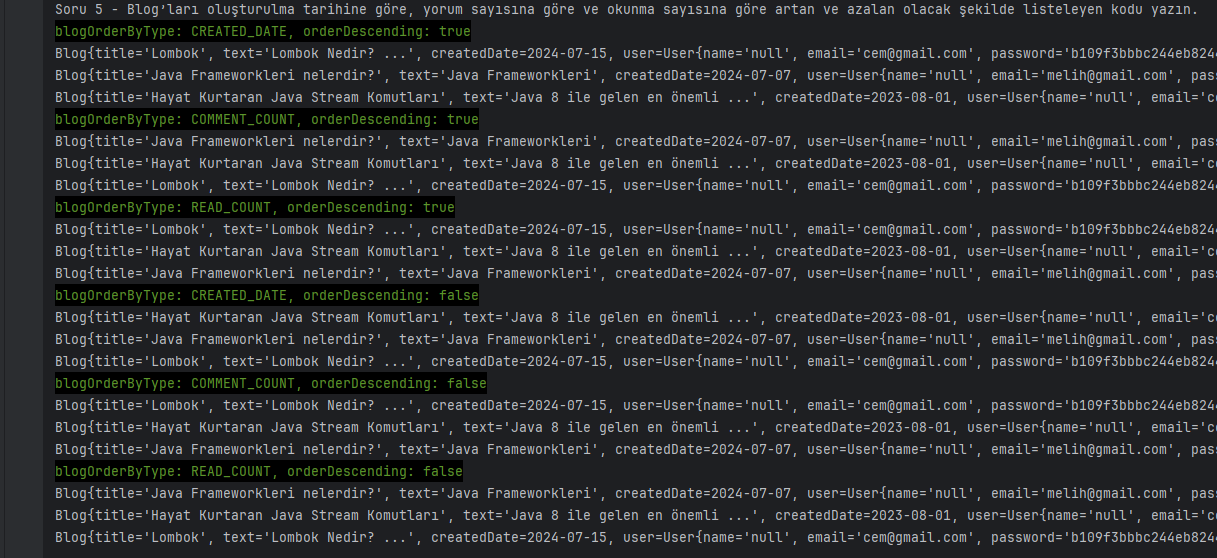 Soru 5 - Blog'ları oluşturulma tarihine göre, yorum sayısına göre ve okunma sayısına göre artan ve azalan olacak şekilde listeleyen kodu yazın.
blogOrderByType: CREATED_DATE, orderDescending: true
Blog{title='Lombok', text='Lombok Nedir? ...', createdDate=2024-07-15, user=User{name='null', email='cem@gmail.com', password='b109f3bbbc244eb824
Blog{title='Java Frameworkleri nelerdir?', text='Java Frameworkleri', createdDate=2024-07-07, user=User{name='null', email='melih@gmail.com', pas
Blog{title='Hayat Kurtaran Java Stream Komutları', text='Java 8 ile gelen en önemli ...', createdDate=2023-08-01, user=User{name='null', email='c
blogOrderByType: COMMENT_COUNT, orderDescending: true
Blog{title='Java Frameworkleri nelerdir?', text='Java Frameworkleri', createdDate=2024-07-07, user=User{name='null', email='melih@gmail.com', pas
Blog{title='Hayat Kurtaran Java Stream Komutları', text='Java 8 ile gelen en önemli ...', createdDate=2023-08-01, user=User{name='null', email='c
Blog{title='Lombok', text='Lombok Nedir? ...', createdDate=2024-07-15, user=User{name='null', email='cem@gmail.com', password='b109f3bbbc244eb824
blogOrderByType: READ_COUNT, orderDescending: true
Blog{title='Lombok', text='Lombok Nedir? ...', createdDate=2024-07-15, user=User{name='null', email='cem@gmail.com', password='b109f3bbbc244eb824
Blog{title='Hayat Kurtaran Java Stream Komutları', text='Java 8 ile gelen en önemli ...', createdDate=2023-08-01, user=User{name='null', email='c
Blog{title='Java Frameworkleri nelerdir?', text='Java Frameworkleri', createdDate=2024-07-07, user=User{name='null', email='melih@gmail.com', pas
blogOrderByType: CREATED_DATE, orderDescending: false
Blog{title='Hayat Kurtaran Java Stream Komutları', text='Java 8 ile gelen en önemli ...', createdDate=2023-08-01, user=User{name='null', email='c
Blog{title='Java Frameworkleri nelerdir?', text='Java Frameworkleri', createdDate=2024-07-07, user=User{name='null', email='melih@gmail.com', pas
Blog{title='Lombok', text='Lombok Nedir? ...', createdDate=2024-07-15, user=User{name='null', email='cem@gmail.com', password='b109f3bbbc244eb824
blogOrderByType: COMMENT_COUNT, orderDescending: false
Blog{title='Lombok', text='Lombok Nedir? ...', createdDate=2024-07-15, user=User{name='null', email='cem@gmail.com', password='b109f3bbbc244eb824
Blog{title='Hayat Kurtaran Java Stream Komutları', text='Java 8 ile gelen en önemli ...', createdDate=2023-08-01, user=User{name='null', email='c
Blog{title='Java Frameworkleri nelerdir?', text='Java Frameworkleri', createdDate=2024-07-07, user=User{name='null', email='melih@gmail.com', pas
blogOrderByType: READ_COUNT, orderDescending: false
Blog{title='Java Frameworkleri nelerdir?', text='Java Frameworkleri', createdDate=2024-07-07, user=User{name='null', email='melih@gmail.com', pas
Blog{title='Hayat Kurtaran Java Stream Komutları', text='Java 8 ile gelen en önemli ...', createdDate=2023-08-01, user=User{name='null', email='c
Blog{title='Lombok', text='Lombok Nedir? ...', createdDate=2024-07-15, user=User{name='null', email='cem@gmail.com', password='b109f3bbbc244eb824